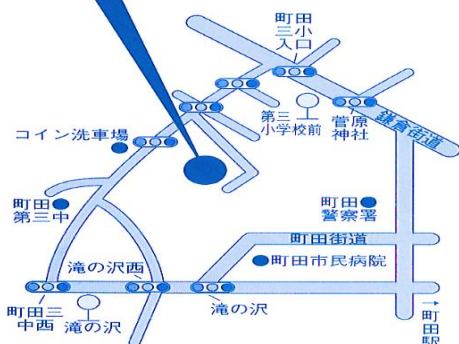 町田
三小
入口
第三
小学校前
菅原
神社
鎌倉街道
コイン洗車場
町田
第三中
町田
警察署
町田街道
町田市民病院
滝の沢西
町田三
中西
滝の沢
滝の沢
→
町
田
駅